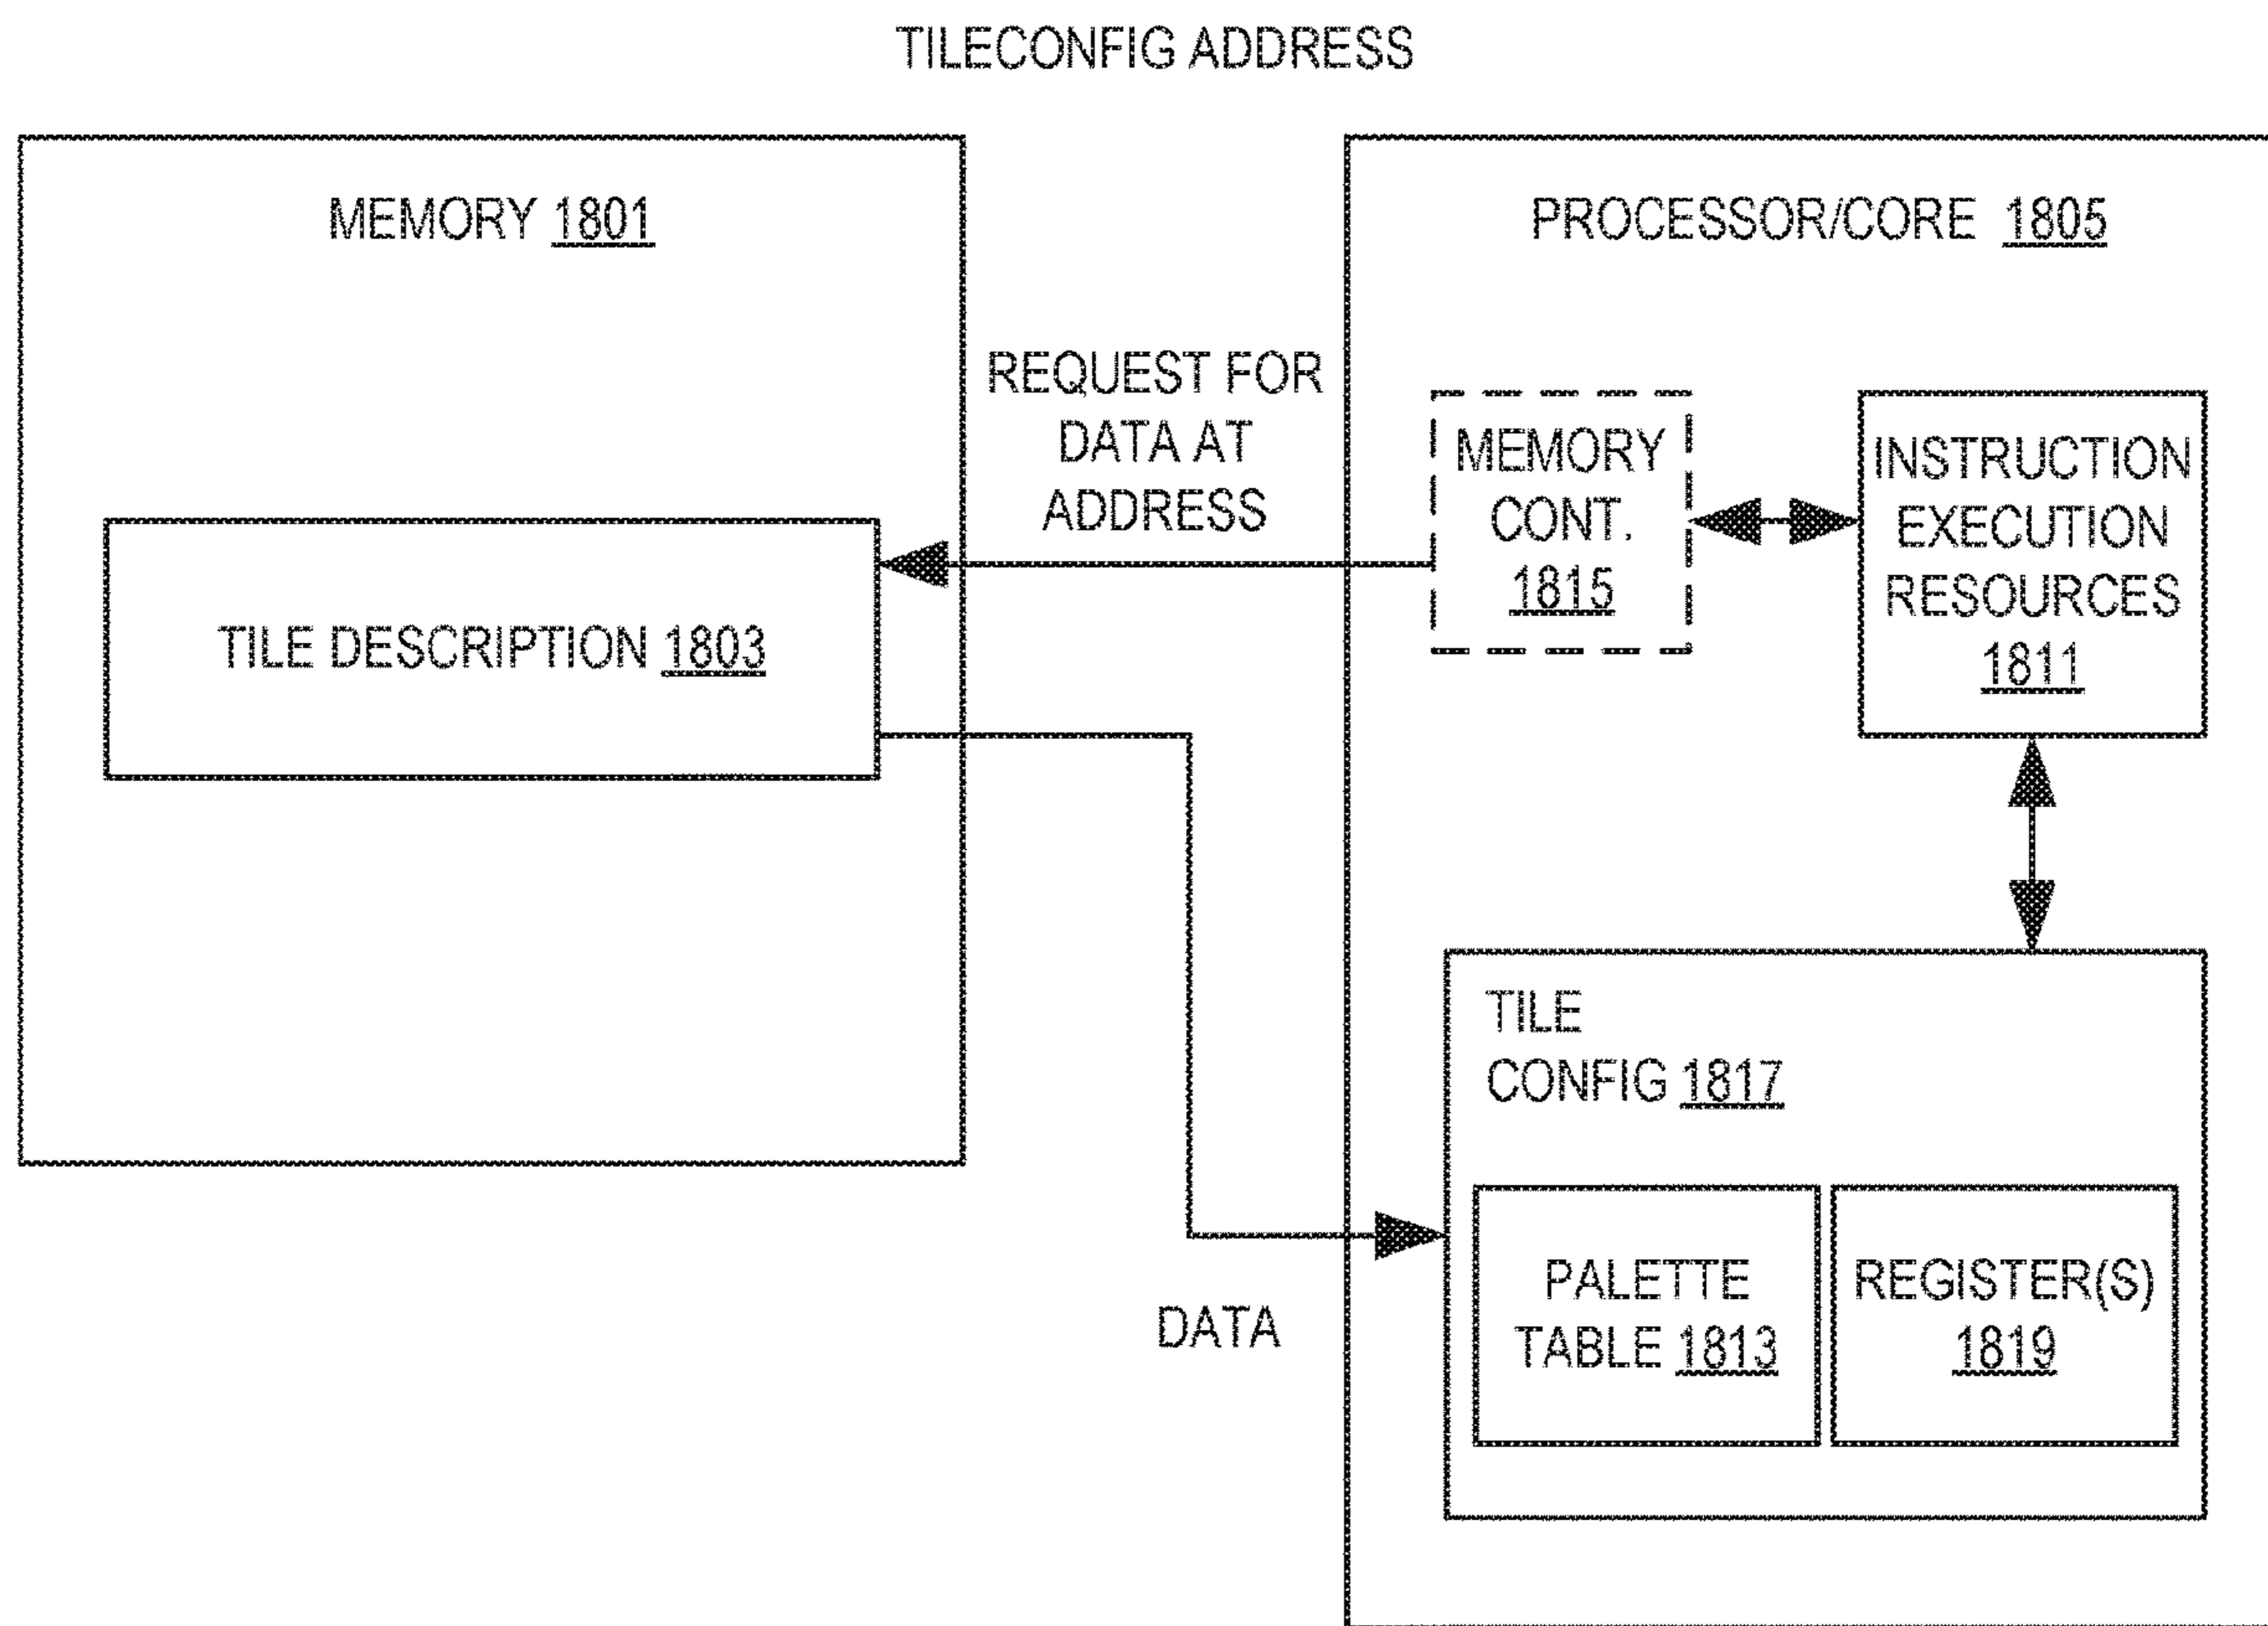 TILECONFIG ADDRESS
MEMORY 1801
PROCESSOR/CORE 1805
REQUEST FOR
DATA AT
ADDRESS
MEMORY
CONT.
1815
INSTRUCTION
EXECUTION
RESOURCES
1811
TILE DESCRIPTION 1803
TILE
CONFIG 1817
PALETTE
TABLE 1813
REGISTER(S)
1819
DATA